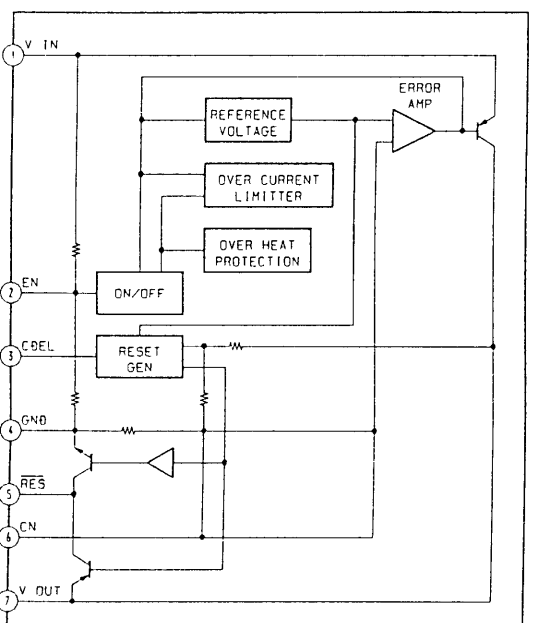 1 V IN
ERROR
AMP
REFERENCE
VOLTAGE
OVER CURRENT
LIMITTER
OVER HEAT
PROTECTION
2 EN
ON/OFF
3 CDEL
RESET
GEN
4 GND
5 RES
6 CN
7 V OUT